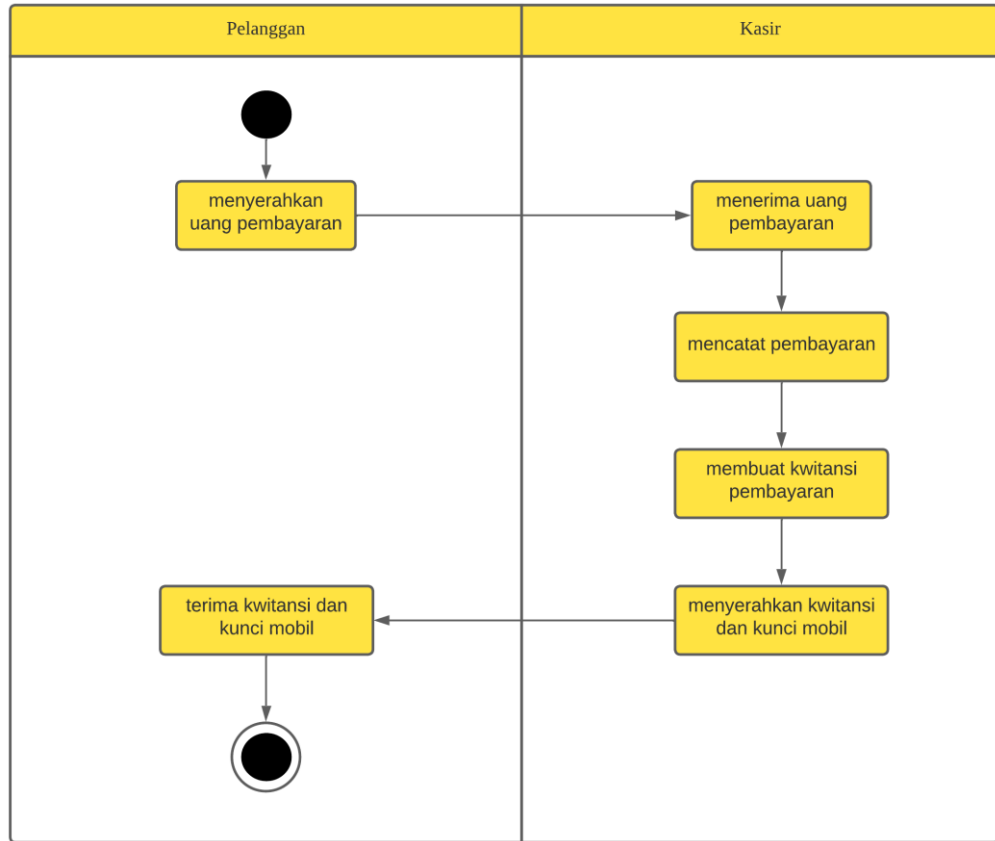 Pelanggan
Kasir
menyerahkan
uang pembayaran
menerima uang
pembayaran
mencatat pembayaran
membuat kwitansi
pembayaran
menyerahkan kwitansi
dan kunci mobil
terima kwitansi dan
kunci mobil